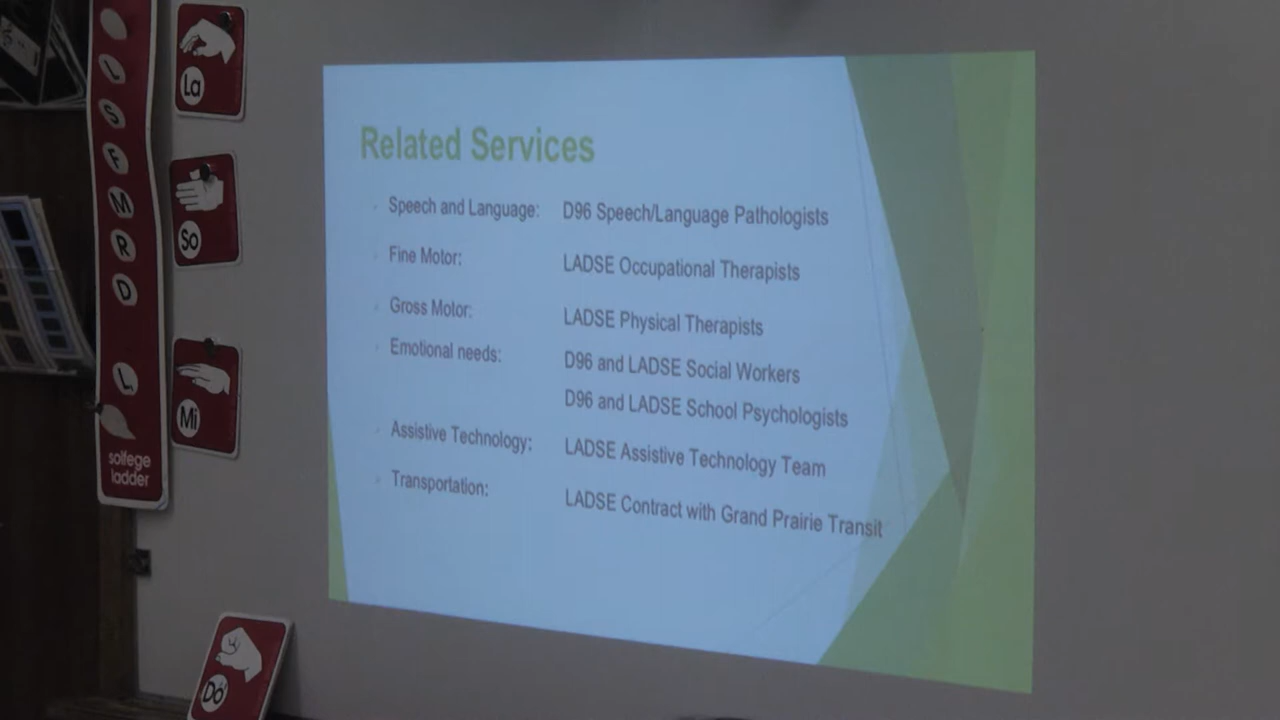 La
So
Mi
Do
L
S
F
M
R
D
L
solfege
ladder
Related Services
Speech and Language: D96 Speech/Language Pathologists
Fine Motor: LADSE Occupational Therapists
Gross Motor: LADSE Physical Therapists
Emotional needs: D96 and LADSE Social Workers
D96 and LADSE School Psychologists
Assistive Technology: LADSE Assistive Technology Team
Transportation: LADSE Contract with Grand Prairie Transit